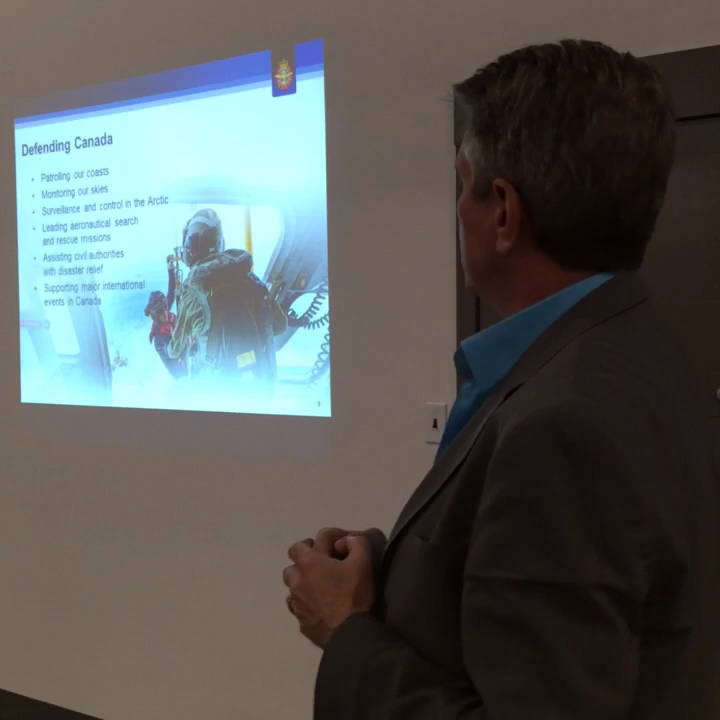 Defending Canada
• Patrolling our coasts
• Monitoring our skies
• Surveillance and control in the Arctic
• Leading aeronautical search
and rescue missions
• Assisting civil authorities
with disaster relief
• Supporting major international
events in Canada